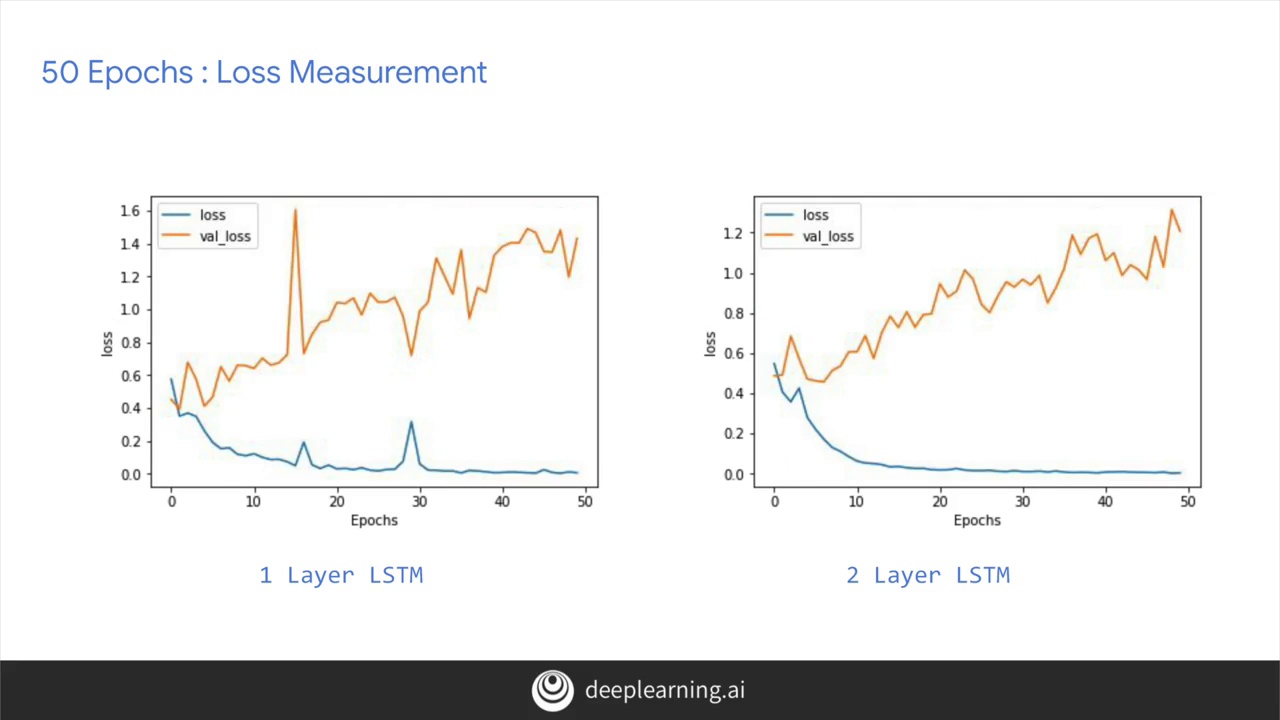 50 Epochs : Loss Measurement
loss
val_loss
1.6
1.4
1.2
1.0
0.8
0.6
0.4
0.2
0.0
loss
0 10 20 30 40 50
Epochs
1 Layer LSTM
loss
val_loss
1.2
1.0
0.8
0.6
0.4
0.2
0.0
loss
0 10 20 30 40 50
Epochs
2 Layer LSTM
deeplearning.ai